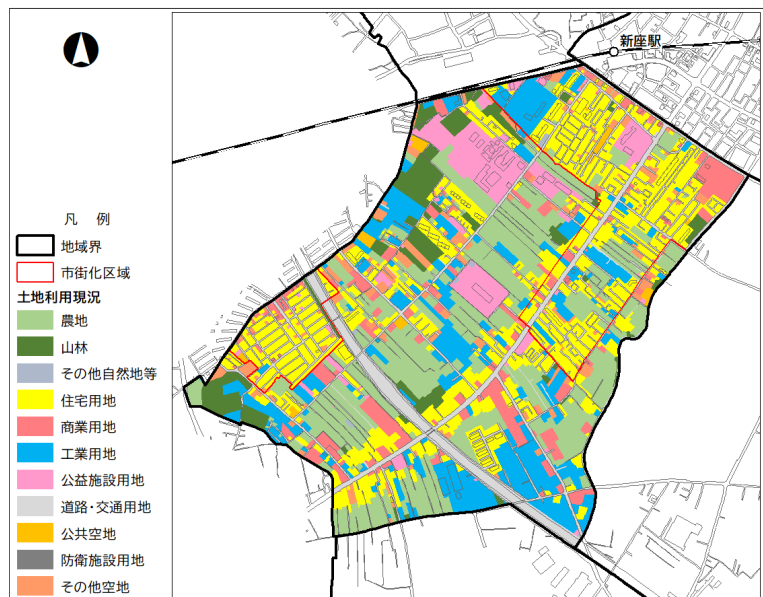 新座駅
凡 例
地域界
市街化区域
土地利用現況
農地
山林
その他自然地等
住宅用地
商業用地
工業用地
公益施設用地
道路・交通用地
公共空地
防衛施設用地
その他空地